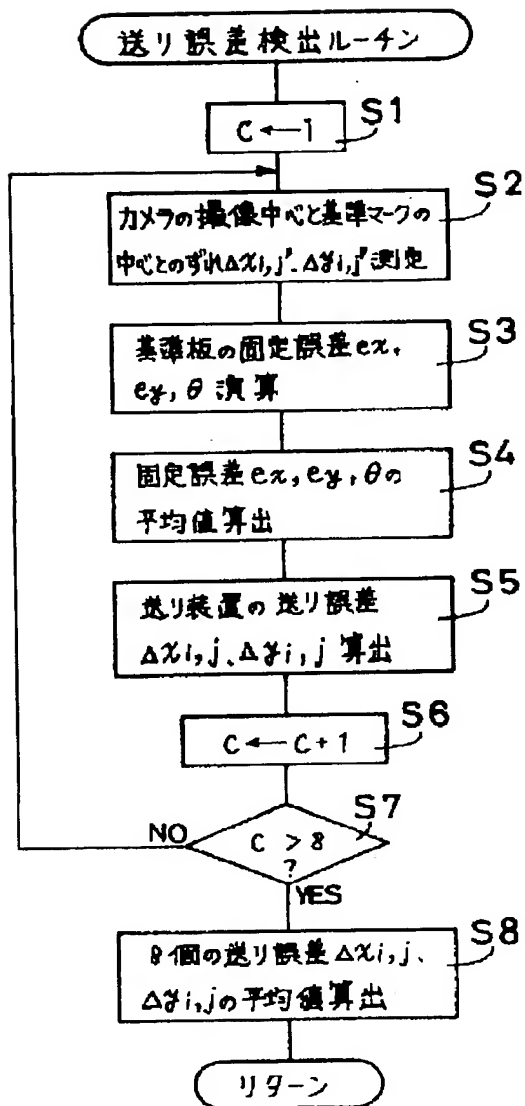 送り誤差検出ルーチン
S1
C←1
S2
カメラの撮像中心と基準マークの
中心とのずれΔxi,j'、Δyi,j'測定
S3
基準板の固定誤差ex,
ey, θ 演算
S4
固定誤差ex, ey, θの
平均値算出
S5
送り装置の送り誤差
Δxi,j、Δyi,j 算出
S6
C←C+1
S7
NO
C>8
?
YES
S8
8個の送り誤差Δxi,j、
Δyi,jの平均値算出
リターン